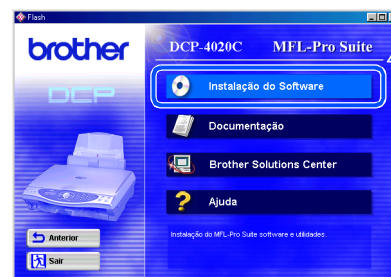 Flash
brother
DCP-4020C MFL-Pro Suite
DCP
Instalação do Software
Documentação
Brother Solutions Center
Ajuda
Instalação do MFL-Pro Suite software e utilidades.
Anterior
Sair